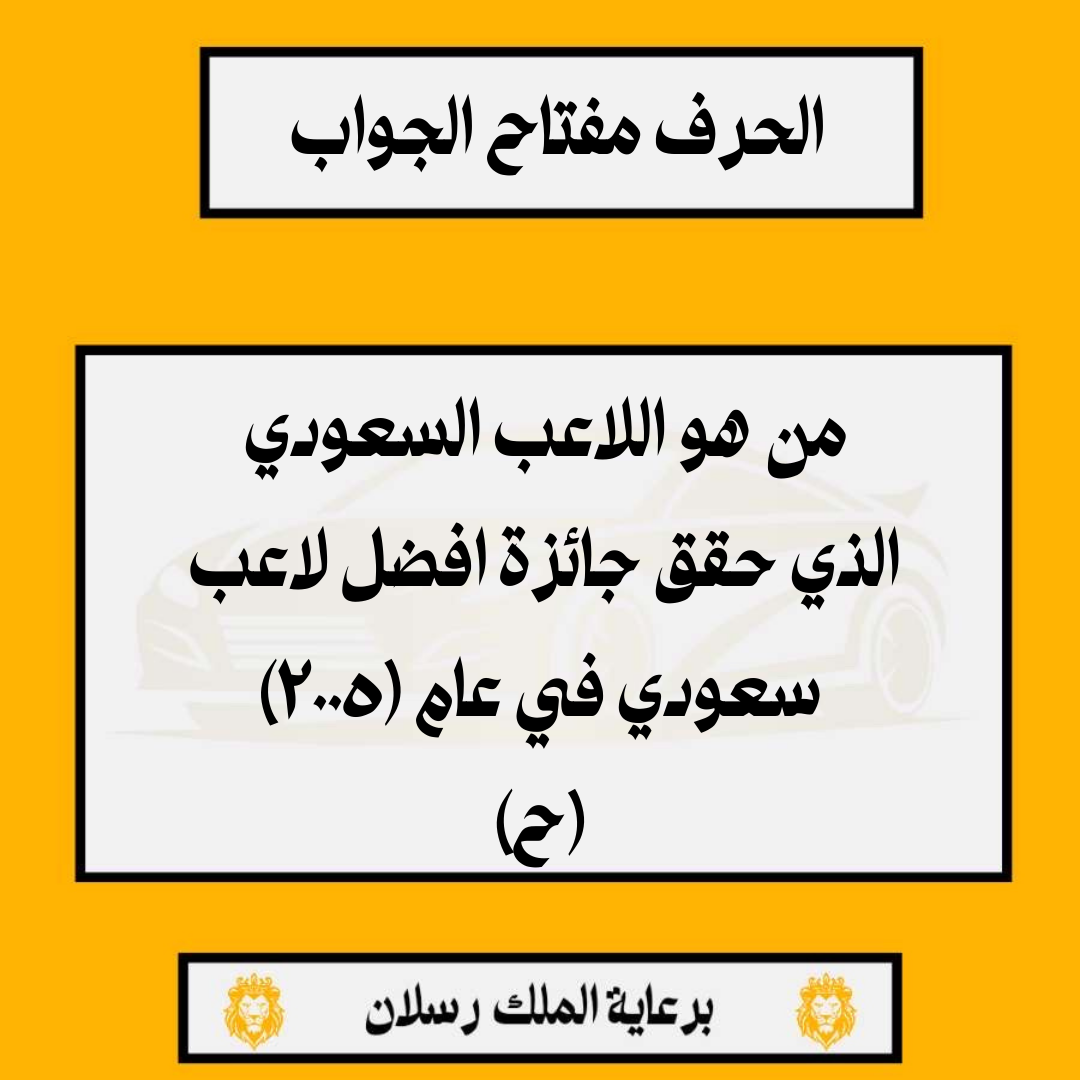 الحرف مفتاح الجواب
من هو اللاعب السعودي
الذي حقق جائزة افضل لاعب
سعودي في عام (٢٠٠٥)
(ح)
برعاية الملك رسلان